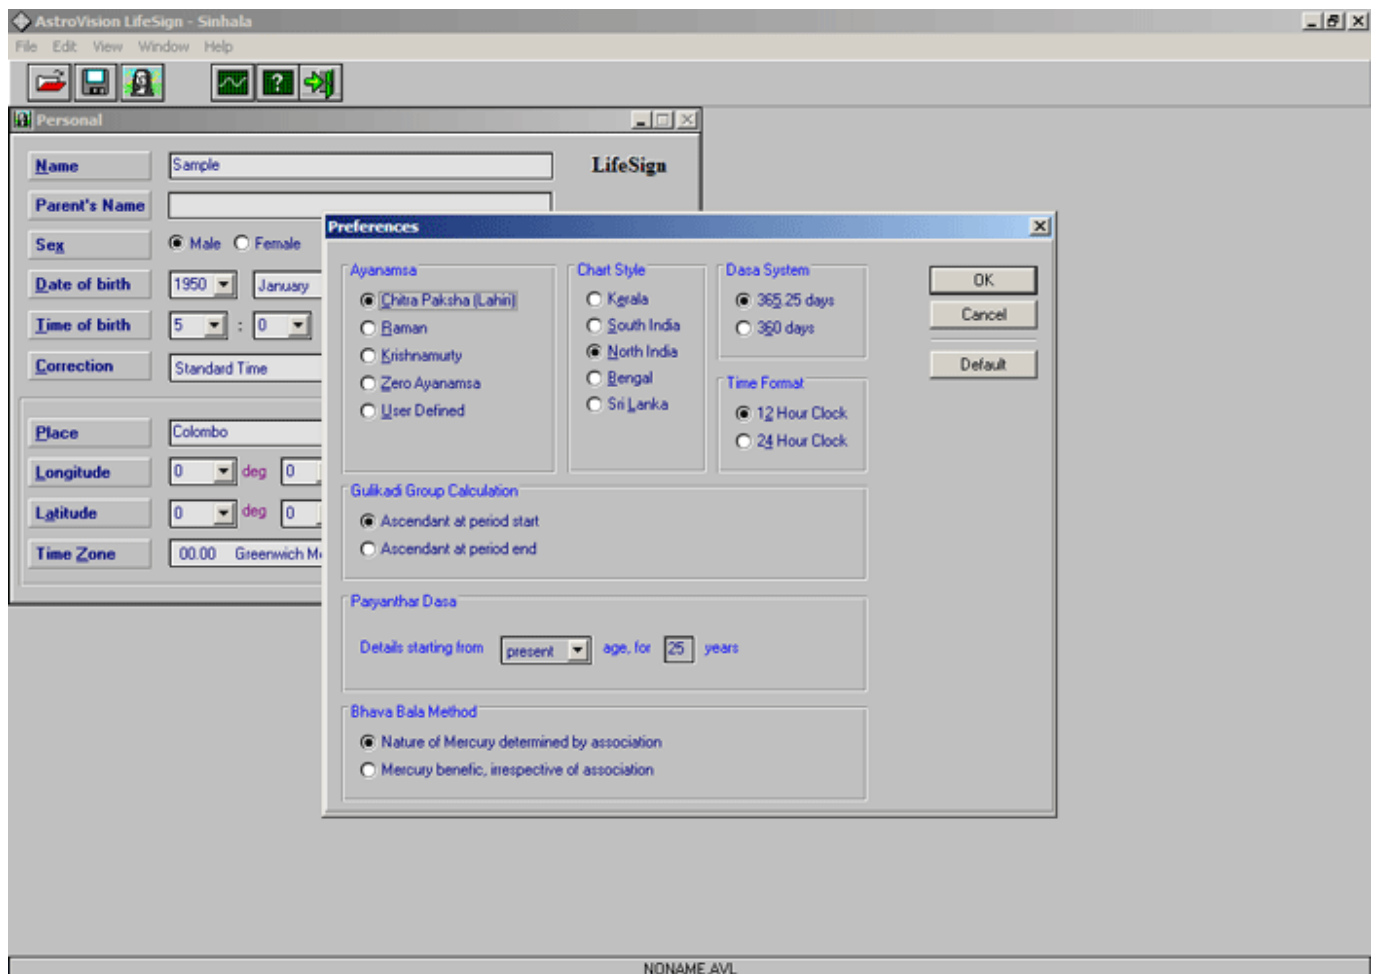 AstroVision LifeSign - Sinhala
File Edit View Window Help
Personal
Name
Sample
LifeSign
Parent's Name
Sex
Male
Female
Date of birth
1950
January
Time of birth
5 : 0
Correction
Standard Time
Place
Colombo
Longitude
0 deg 0
Latitude
0 deg 0
Time Zone
00.00 Greenwich M
Preferences
Ayanamsa
Chitra Paksha (Lahiri)
Raman
Krishnamurty
Zero Ayanamsa
User Defined
Chart Style
Kerala
South India
North India
Bengal
Sri Lanka
Dasa System
365.25 days
360 days
Time Format
12 Hour Clock
24 Hour Clock
OK
Cancel
Default
Gulikadi Group Calculation
Ascendant at period start
Ascendant at period end
Paryanthar Dasa
Details starting from present age, for 25 years
Bhava Bala Method
Nature of Mercury determined by association
Mercury benefic, irrespective of association
NONAME.AVL